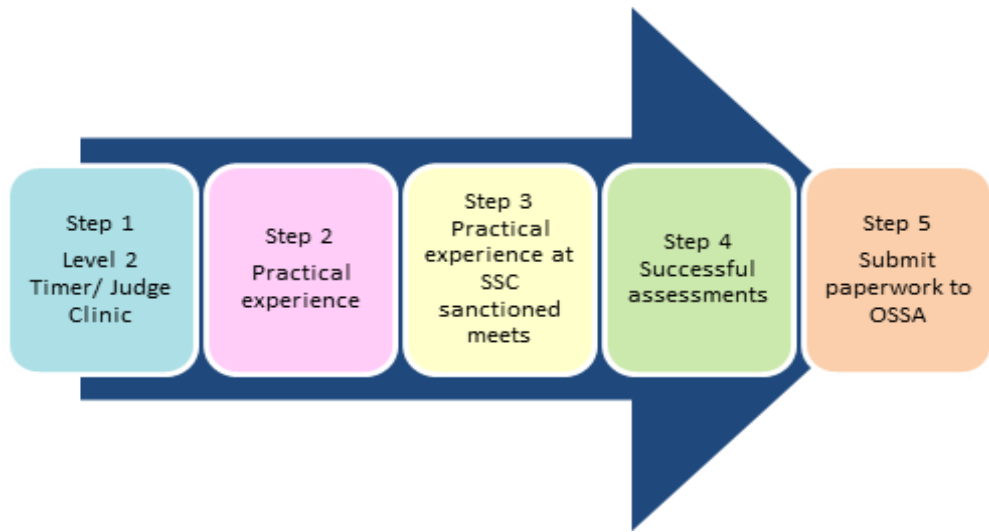 Step 1
Level 2
Timer/ Judge
Clinic
Step 2
Practical
experience
Step 3
Practical
experience at
SSC
sanctioned
meets
Step 4
Successful
assessments
Step 5
Submit
paperwork to
OSSA